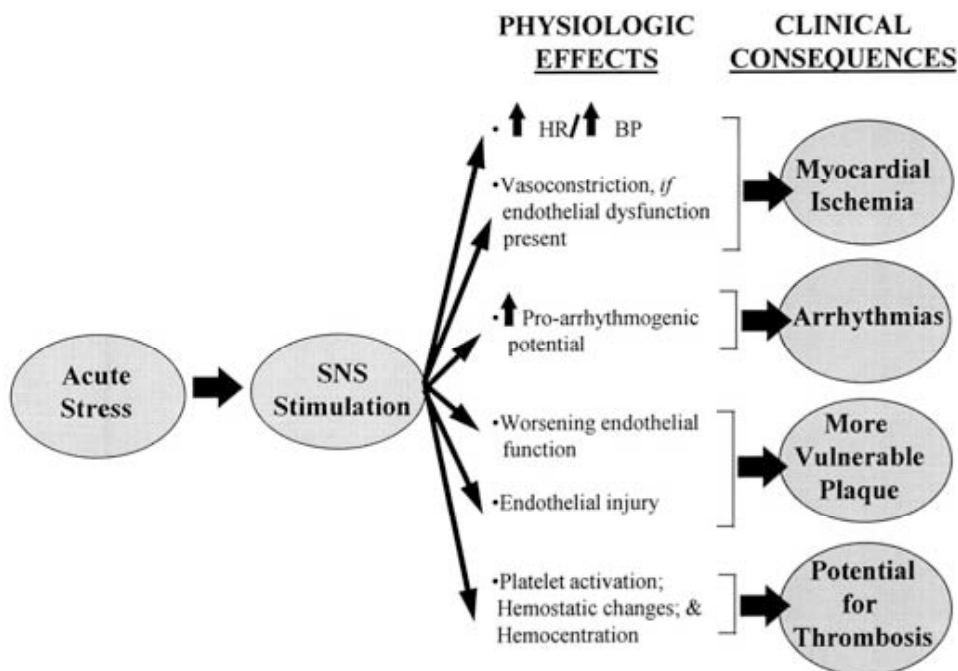 PHYSIOLOGIC
EFFECTS
CLINICAL
CONSEQUENCES
Acute
Stress
SNS
Stimulation
• ⬆ HR/⬆ BP
•Vasoconstriction, if
endothelial dysfunction
present
•⬆ Pro-arrhythmogenic
potential
•Worsening endothelial
function
•Endothelial injury
•Platelet activation;
Hemostatic changes; &
Hemocentration
Myocardial
Ischemia
Arrhythmias
More
Vulnerable
Plaque
Potential
for
Thrombosis